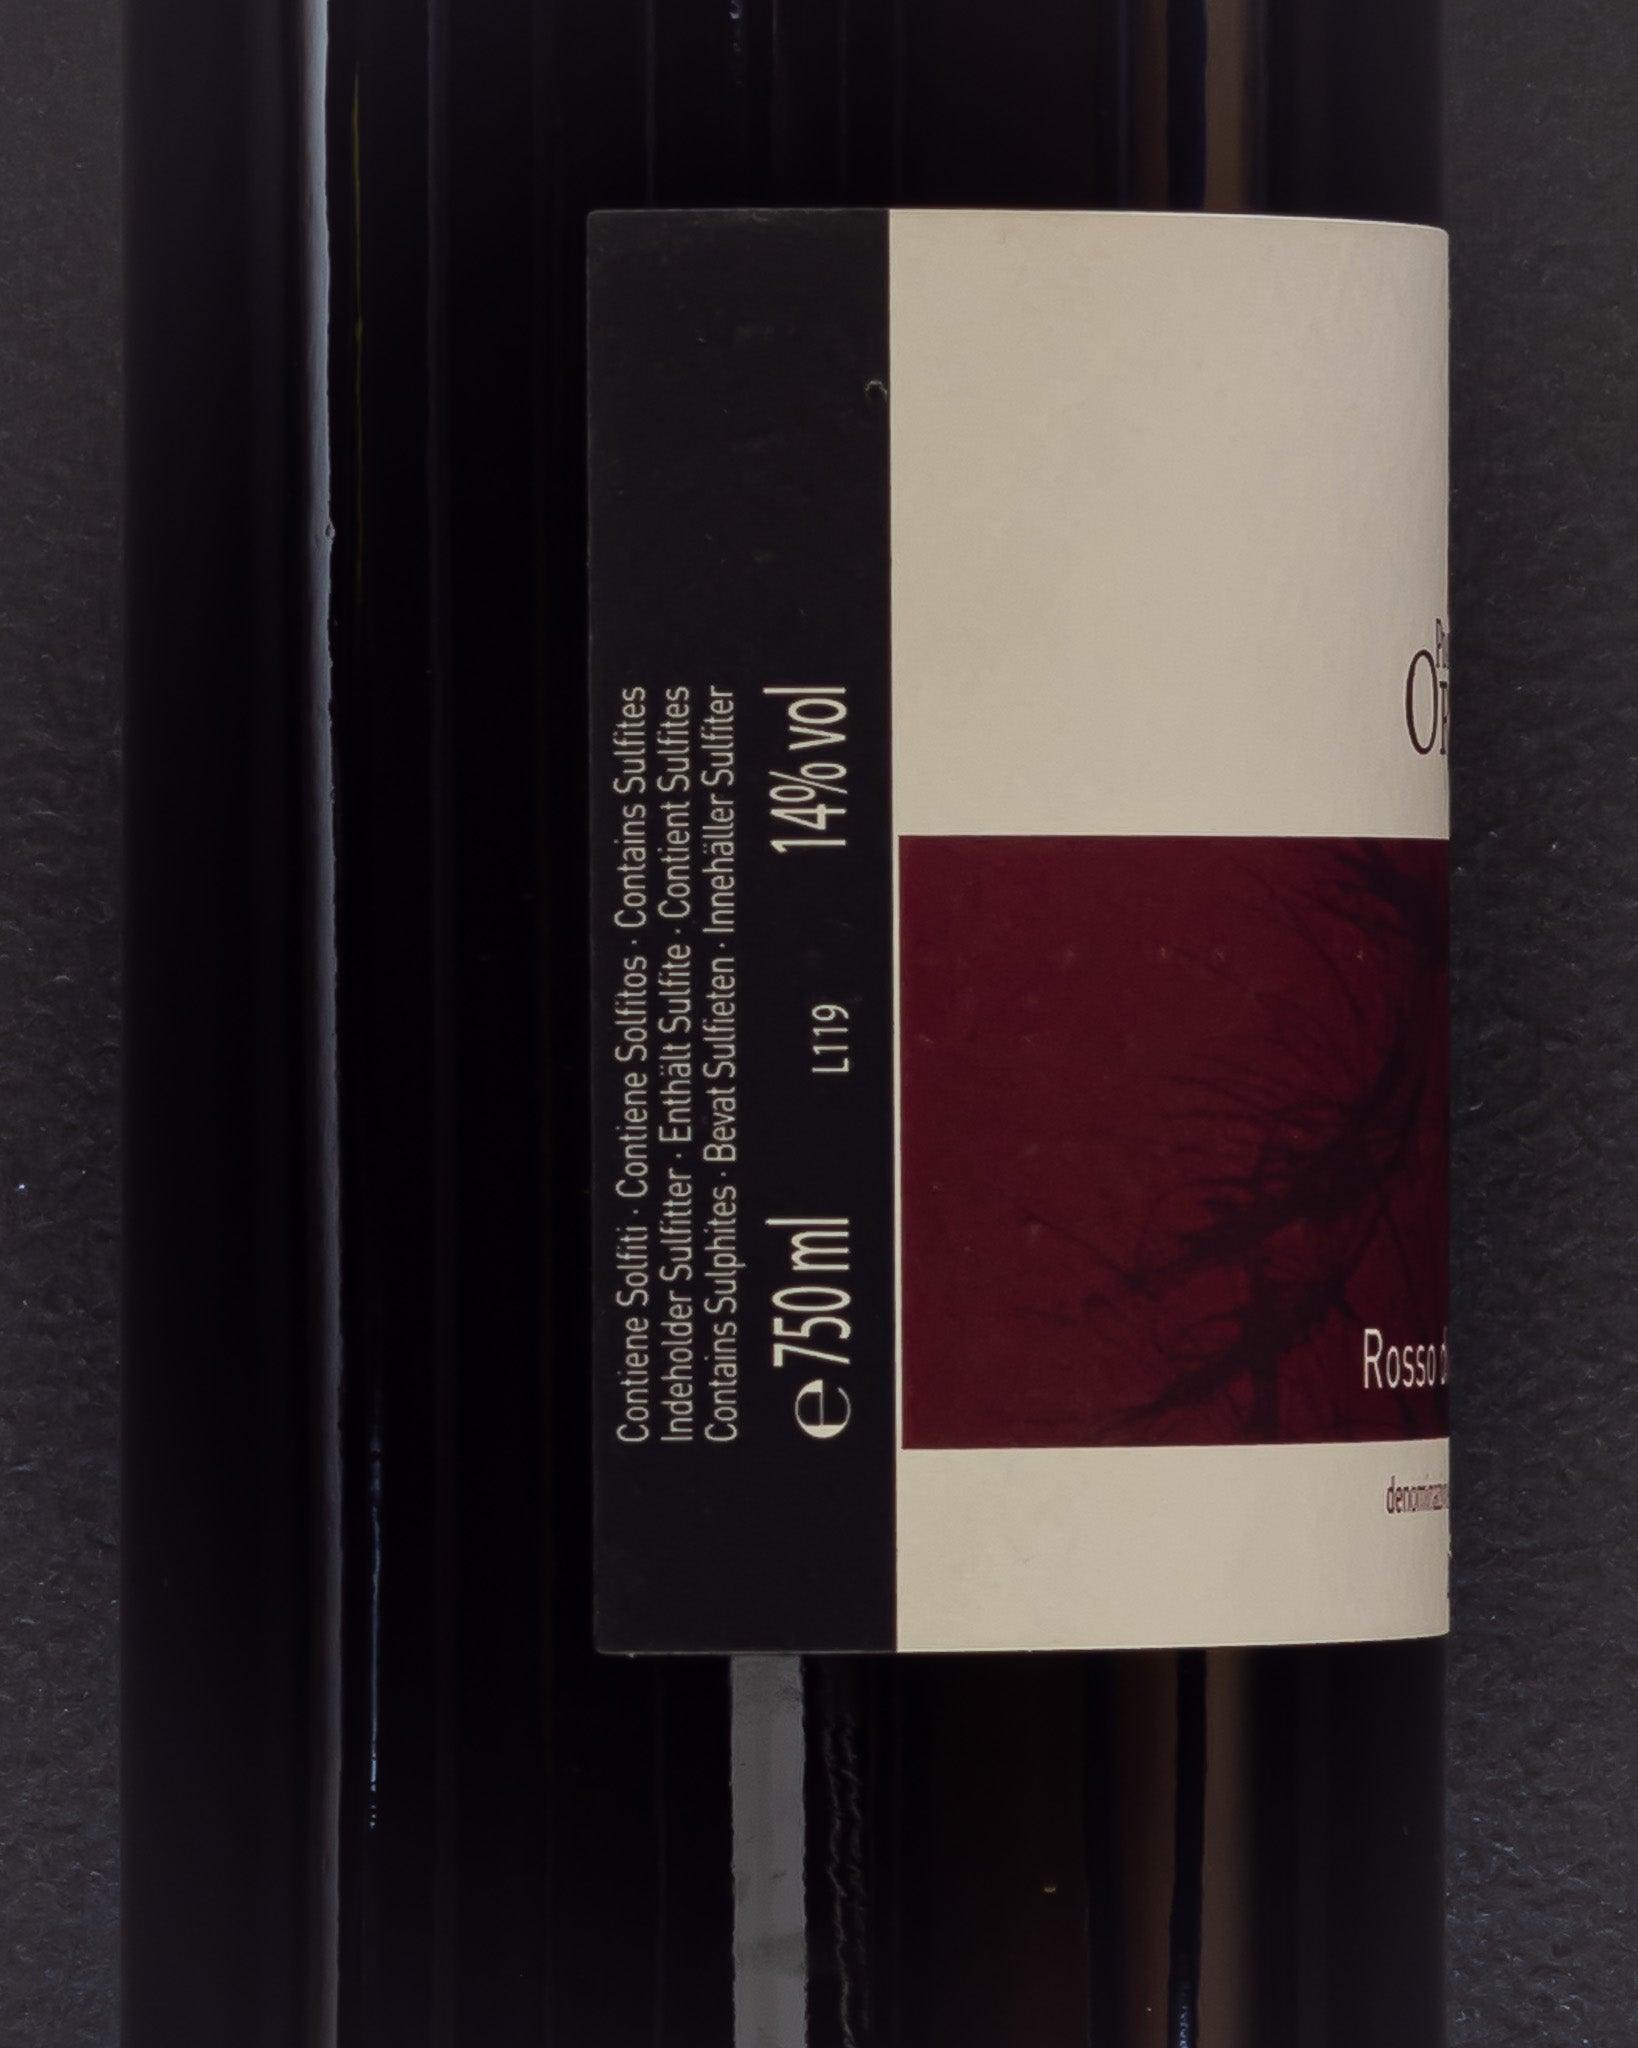 Contiene Solfiti · Contiene Solfitos · Contains Sulfites
Indeholder Sulfitter · Enthält Sulfite · Contient Sulfites
Contains Sulphites · Bevat Sulfieten · Innehäller Sulfiter
℮ 750 ml L119 14% vol
Rosso